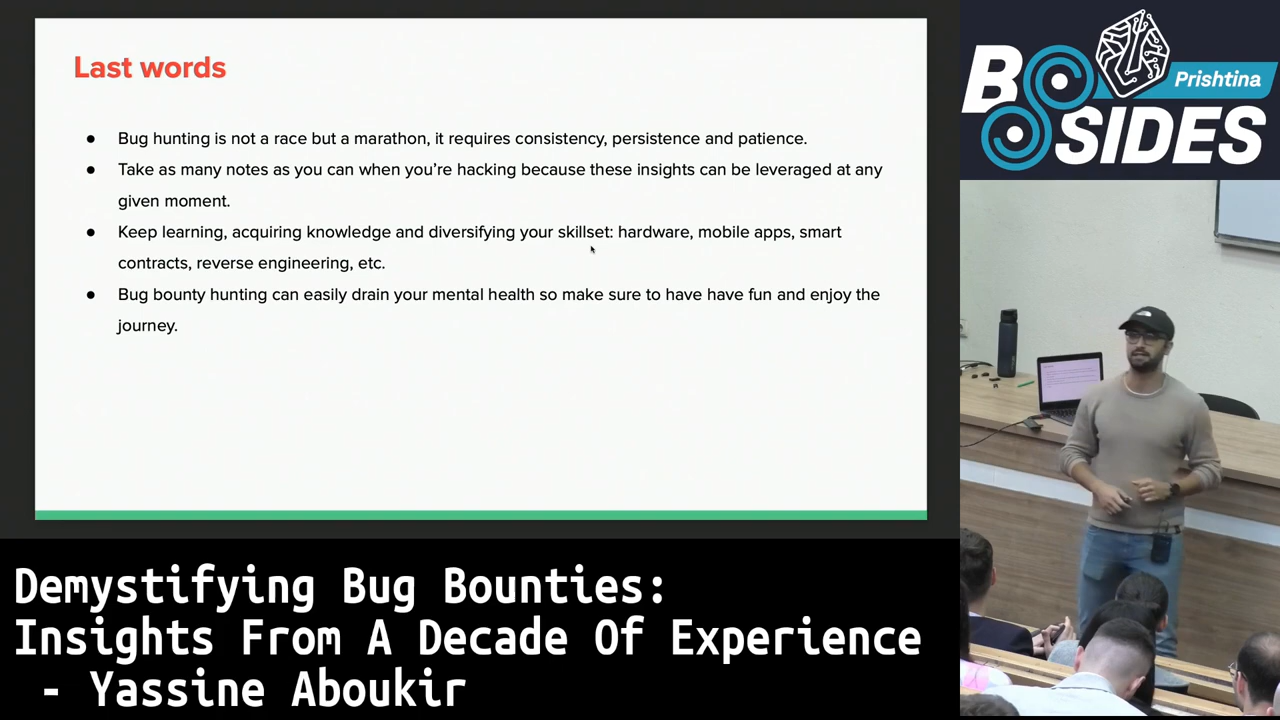 Last words
● Bug hunting is not a race but a marathon, it requires consistency, persistence and patience.
● Take as many notes as you can when you’re hacking because these insights can be leveraged at any
given moment.
● Keep learning, acquiring knowledge and diversifying your skillset: hardware, mobile apps, smart
contracts, reverse engineering, etc.
● Bug bounty hunting can easily drain your mental health so make sure to have have fun and enjoy the
journey.
B SIDES
Prishtina
Demystifying Bug Bounties:
Insights From A Decade Of Experience
- Yassine Aboukir